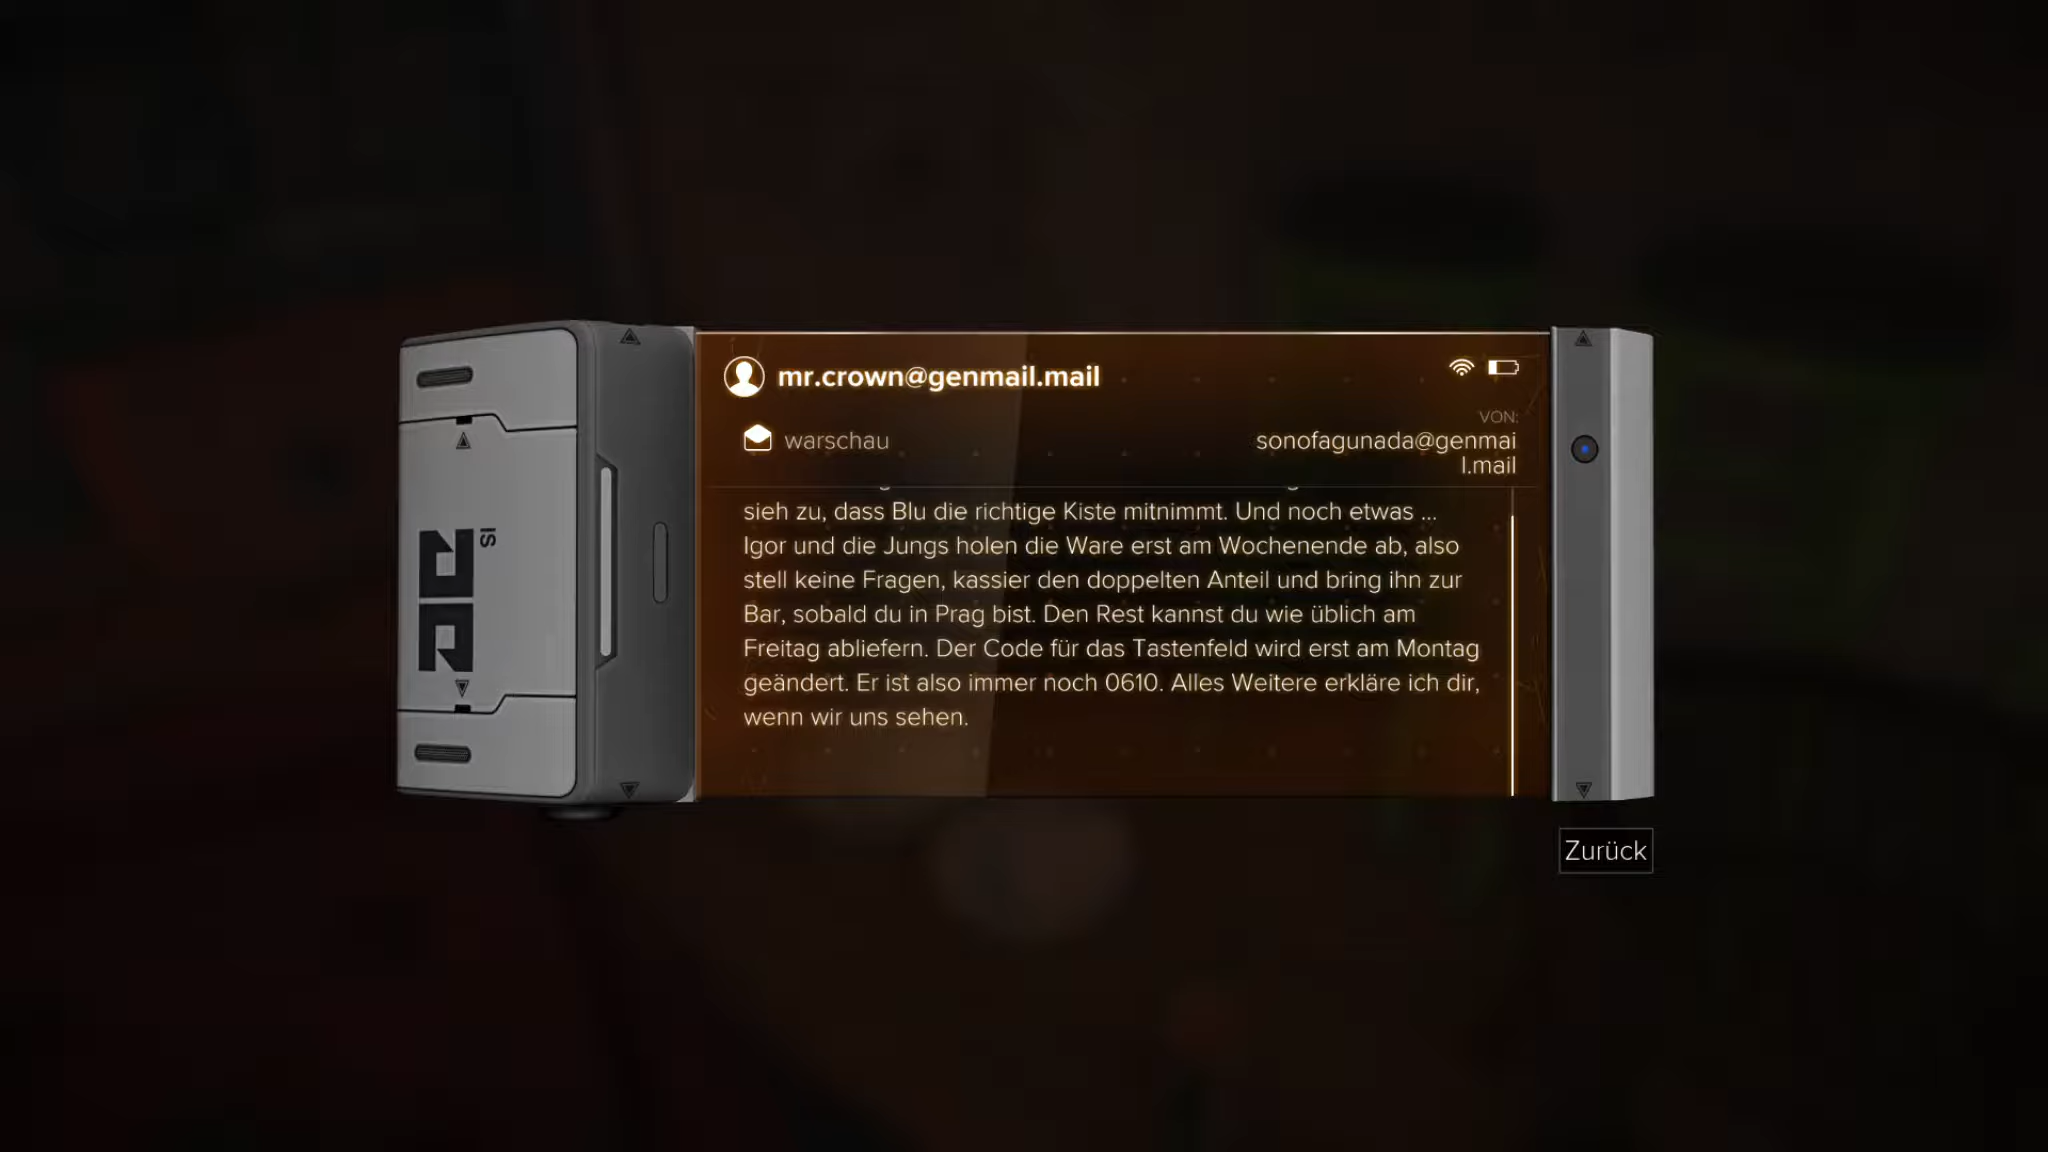 mr.crown@genmail.mail
VON:
warschau
sonofagunada@genmai
l.mail
sieh zu, dass Blu die richtige Kiste mitnimmt. Und noch etwas ...
Igor und die Jungs holen die Ware erst am Wochenende ab, also
stell keine Fragen, kassier den doppelten Anteil und bring ihn zur
Bar, sobald du in Prag bist. Den Rest kannst du wie üblich am
Freitag abliefern. Der Code für das Tastenfeld wird erst am Montag
geändert. Er ist also immer noch 0610. Alles Weitere erkläre ich dir,
wenn wir uns sehen.
Zurück